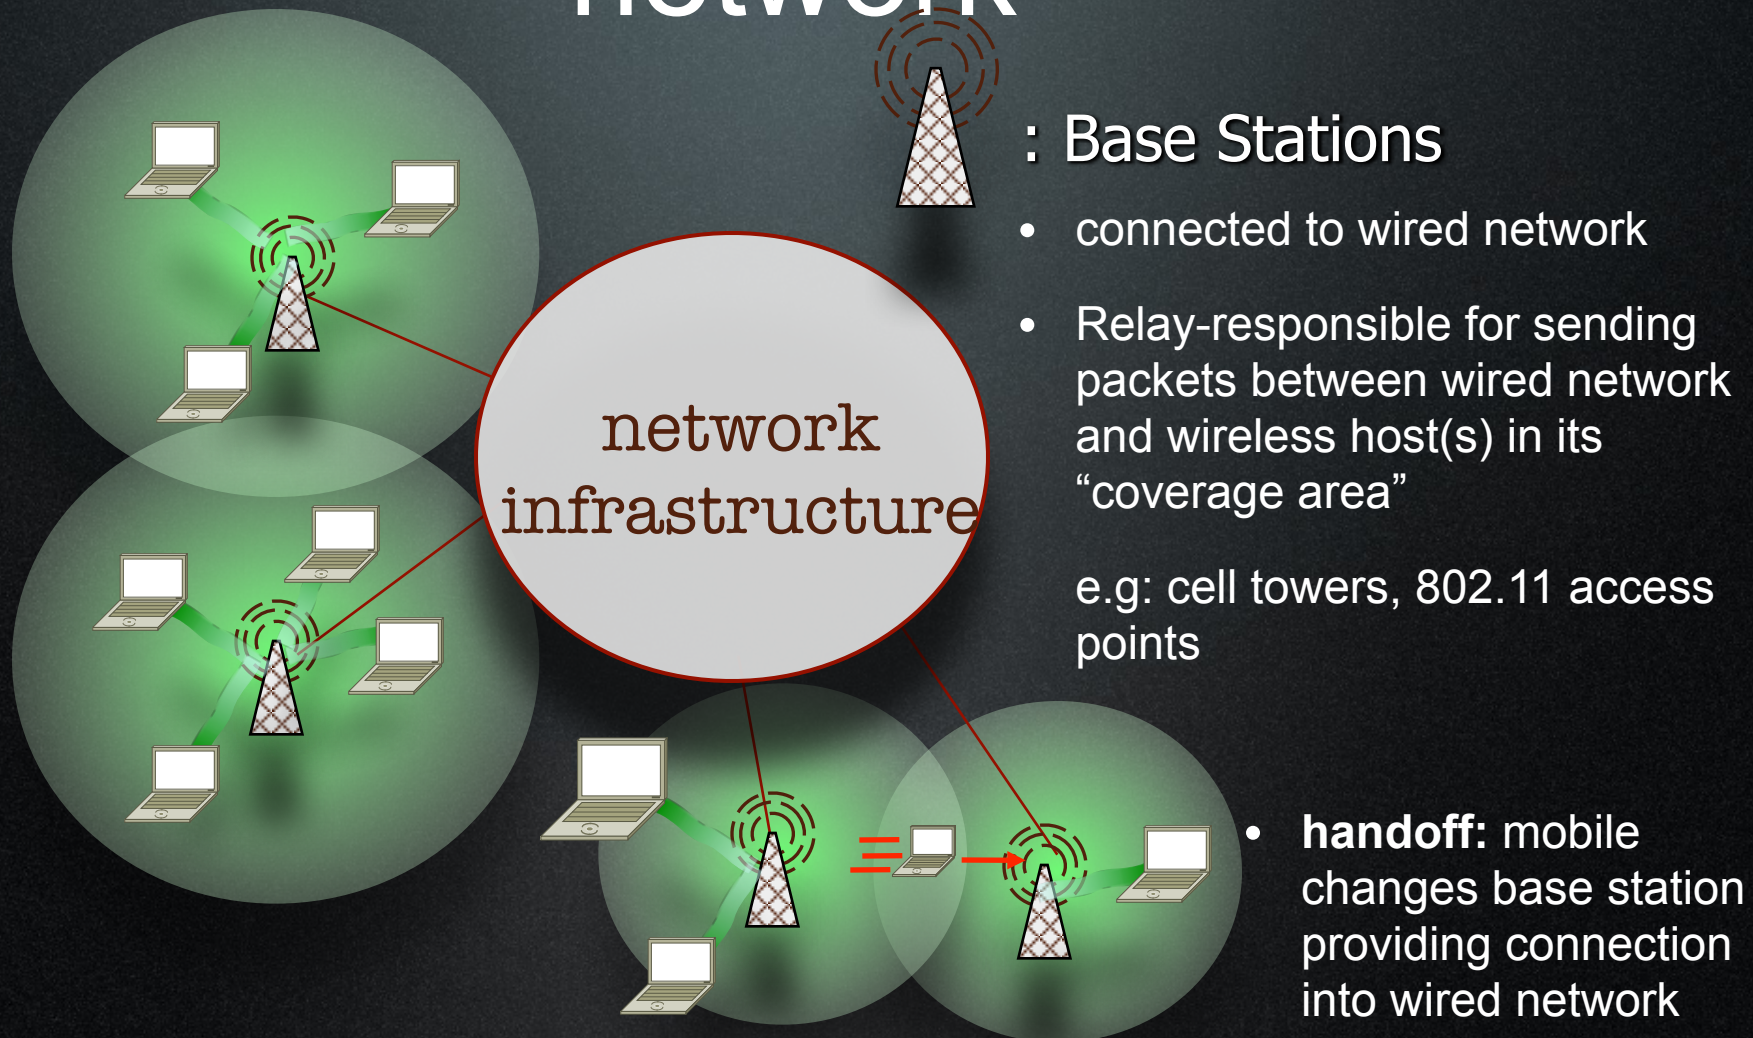 network
: Base Stations
• connected to wired network
• Relay-responsible for sending
packets between wired network
and wireless host(s) in its
“coverage area”
e.g: cell towers, 802.11 access
points
network
infrastructure
• handoff: mobile
changes base station
providing connection
into wired network